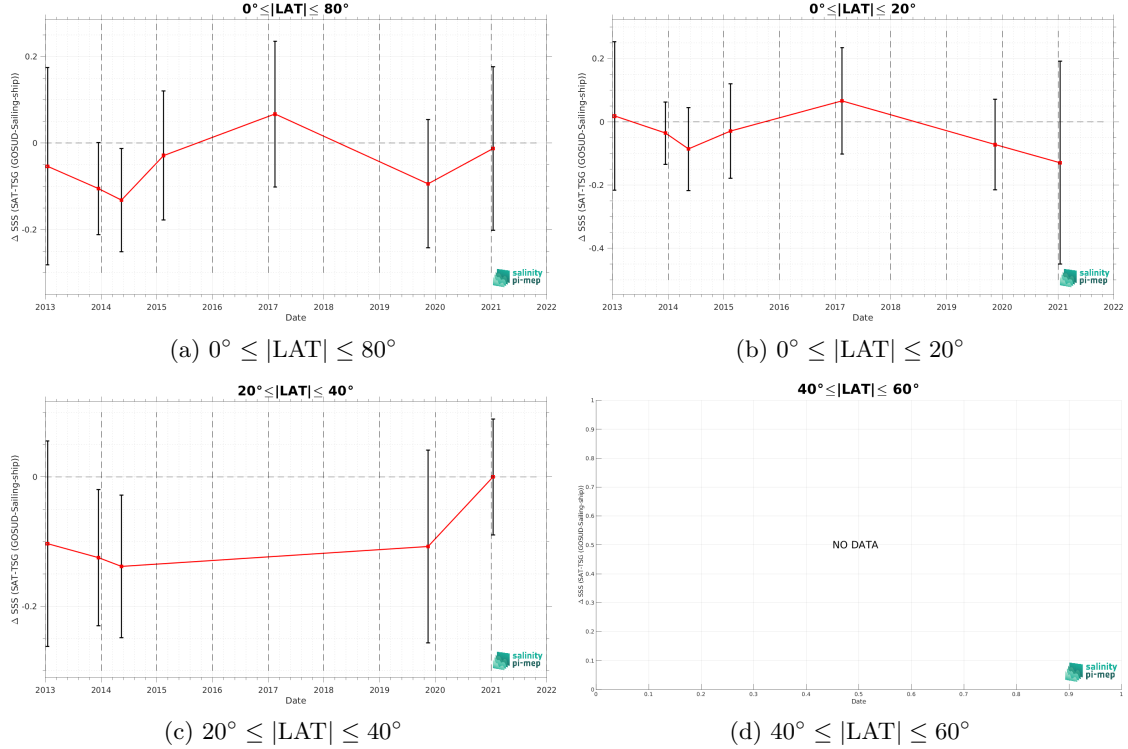 0°≤|LAT|≤ 80°
0.2
0
-0.2
Δ SSS (SAT-TSG (GOSUD-Sailing-ship))
2013 2014 2015 2016 2017 2018 2019 2020 2021 2022
Date
salinity
pi-mep
(a) 0° ≤ |LAT| ≤ 80°
0°≤|LAT|≤ 20°
0.2
0
-0.2
-0.4
Δ SSS (SAT-TSG (GOSUD-Sailing-ship))
2013 2014 2015 2016 2017 2018 2019 2020 2021 2022
Date
salinity
pi-mep
(b) 0° ≤ |LAT| ≤ 20°
20°≤|LAT|≤ 40°
0
-0.2
Δ SSS (SAT-TSG (GOSUD-Sailing-ship))
2013 2014 2015 2016 2017 2018 2019 2020 2021 2022
Date
salinity
pi-mep
(c) 20° ≤ |LAT| ≤ 40°
40°≤|LAT|≤ 60°
1
0.9
0.8
0.7
0.6
0.5
0.4
0.3
0.2
0.1
0
Δ SSS (SAT-TSG (GOSUD-Sailing-ship))
NO DATA
0 0.1 0.2 0.3 0.4 0.5 0.6 0.7 0.8 0.9 1
Date
salinity
pi-mep
(d) 40° ≤ |LAT| ≤ 60°